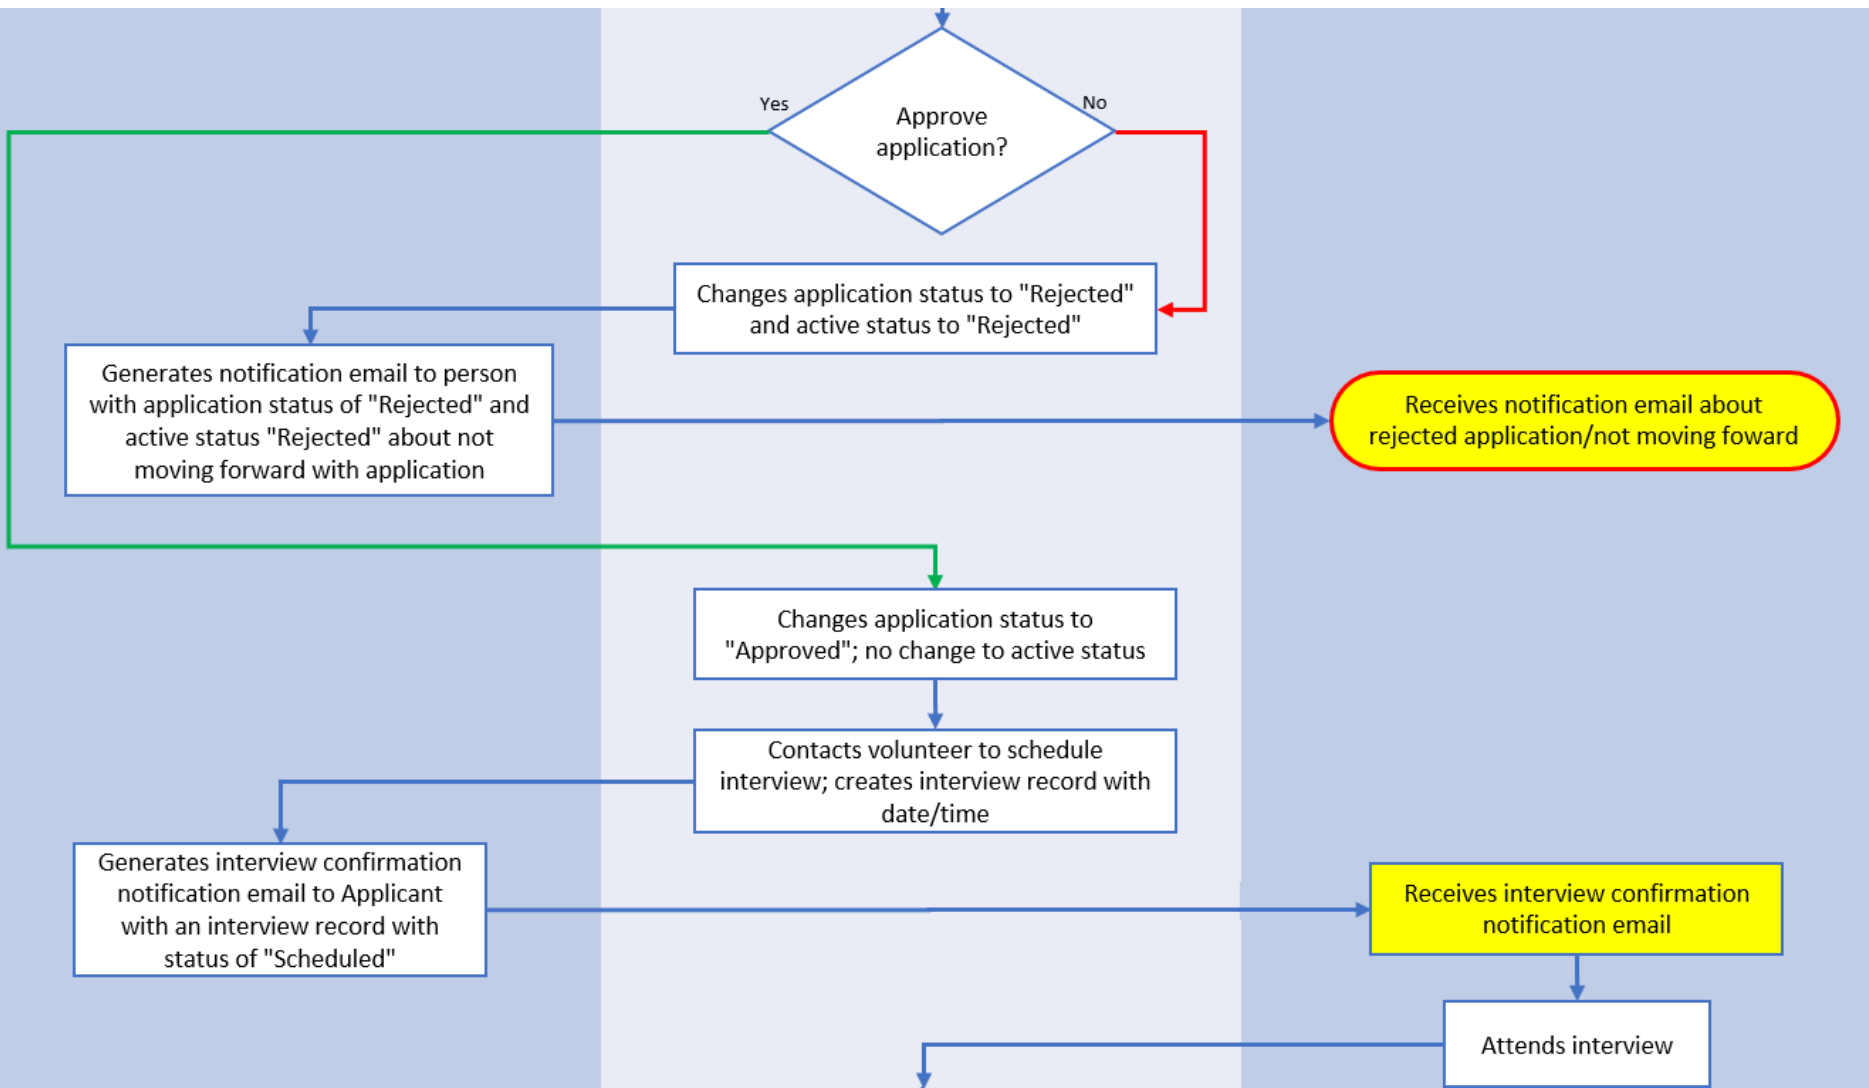 Approve
application?
Yes
No
Changes application status to "Rejected"
and active status to "Rejected"
Generates notification email to person
with application status of "Rejected" and
active status "Rejected" about not
moving forward with application
Receives notification email about
rejected application/not moving foward
Changes application status to
"Approved"; no change to active status
Contacts volunteer to schedule
interview; creates interview record with
date/time
Generates interview confirmation
notification email to Applicant
with an interview record with
status of "Scheduled"
Receives interview confirmation
notification email
Attends interview